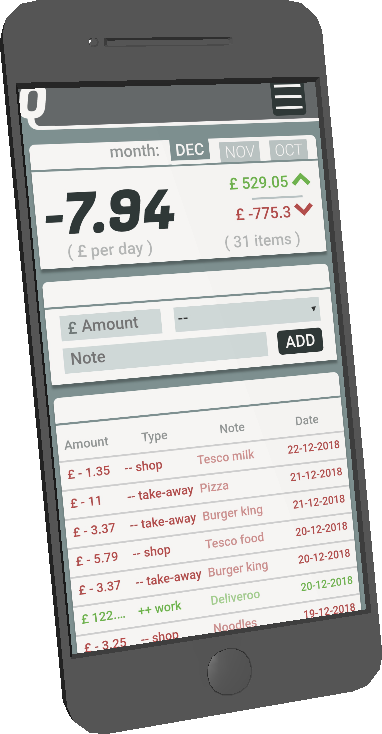 month: DEC NOV OCT
-7.94
£ 529.05
£ -775.3
( £ per day )
( 31 items )
£ Amount
--
Note
ADD
Amount Type Note Date
£ - 1.35 -- shop Tesco milk 22-12-2018
£ - 11 -- take-away Pizza 21-12-2018
£ - 3.37 -- take-away Burger king 21-12-2018
£ - 5.79 -- shop Tesco food 20-12-2018
£ - 3.37 -- take-away Burger king 20-12-2018
£ 122.... ++ work Deliveroo 20-12-2018
£ - 3.25 -- shop Noodles 19-12-2018